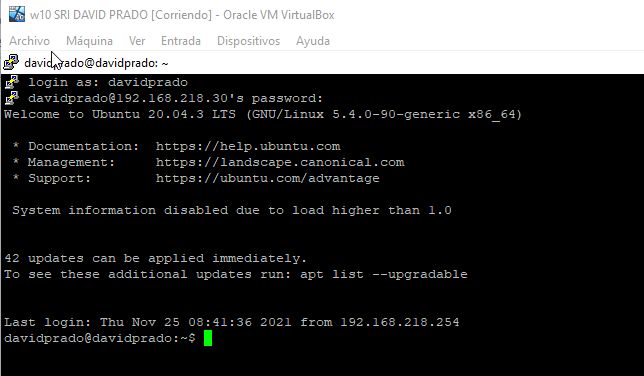 w10 SRI DAVID PRADO [Corriendo] - Oracle VM VirtualBox
Archivo Máquina Ver Entrada Dispositivos Ayuda
davidprado@davidprado: ~
login as: davidprado
davidprado@192.168.218.30's password:
Welcome to Ubuntu 20.04.3 LTS (GNU/Linux 5.4.0-90-generic x86_64)
* Documentation: https://help.ubuntu.com
* Management: https://landscape.canonical.com
* Support: https://ubuntu.com/advantage
System information disabled due to load higher than 1.0
42 updates can be applied immediately.
To see these additional updates run: apt list --upgradable
Last login: Thu Nov 25 08:41:36 2021 from 192.168.218.254
davidprado@davidprado:~$